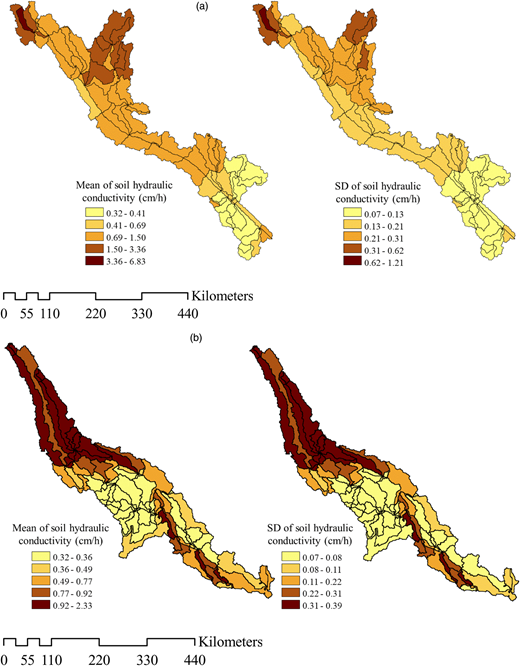 (a)
Mean of soil hydraulic
conductivity (cm/h)
0.32 - 0.41
0.41 - 0.69
0.69 - 1.50
1.50 - 3.36
3.36 - 6.83
SD of soil hydraulic
conductivity (cm/h)
0.07 - 0.13
0.13 - 0.21
0.21 - 0.31
0.31 - 0.62
0.62 - 1.21
Kilometers
0 55 110 220 330 440
(b)
Mean of soil hydraulic
conductivity (cm/h)
0.32 - 0.36
0.36 - 0.49
0.49 - 0.77
0.77 - 0.92
0.92 - 2.33
SD of soil hydraulic
conductivity (cm/h)
0.07 - 0.08
0.08 - 0.11
0.11 - 0.22
0.22 - 0.31
0.31 - 0.39
Kilometers
0 55 110 220 330 440